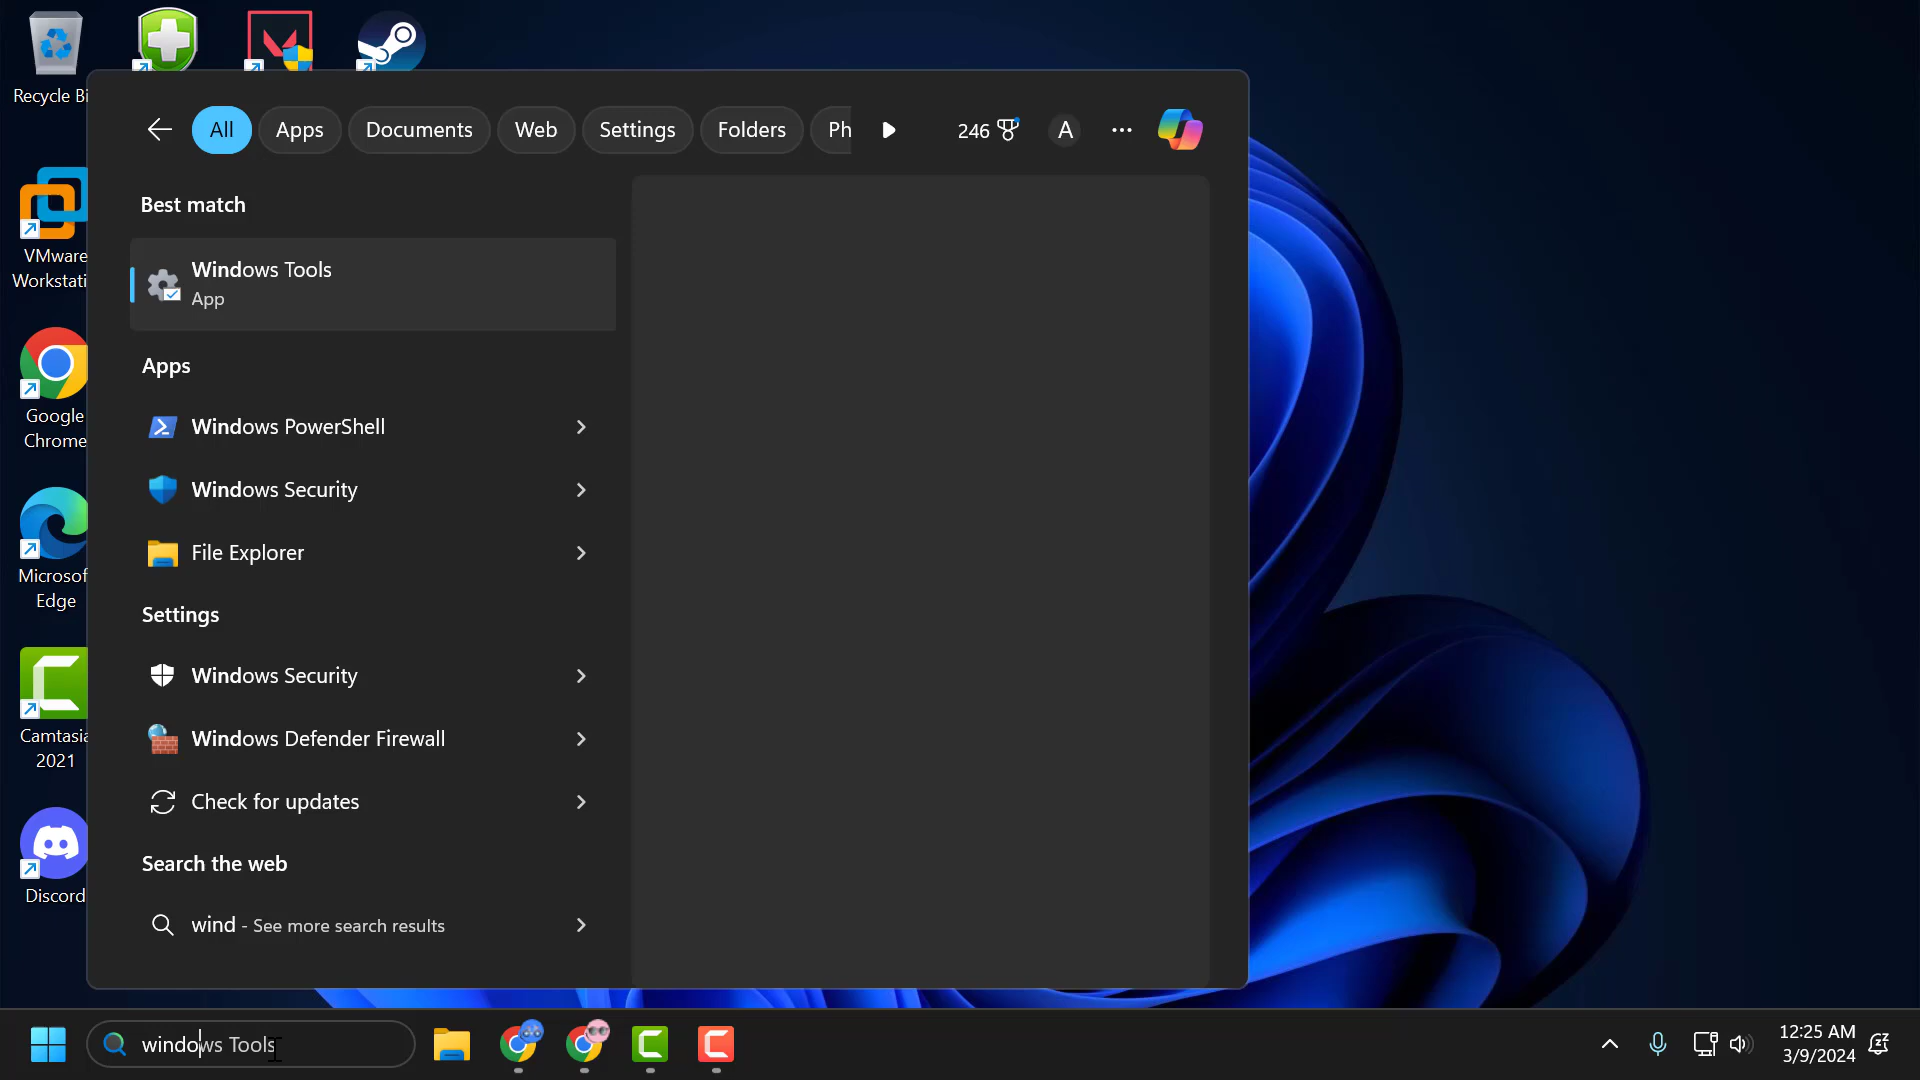 Recycle Bi
All
Apps
Documents
Web
Settings
Folders
Ph
246
A
Best match
Windows Tools
App
Apps
Windows PowerShell
Windows Security
File Explorer
Settings
Windows Security
Windows Defender Firewall
Check for updates
Search the web
wind - See more search results
VMware
Workstati
Google
Chrome
Microsof
Edge
Camtasia
2021
Discord
windows Tools
12:25 AM
3/9/2024